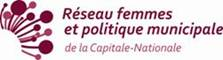 Réseau femmes
et politique municipale
de la Capitale-Nationale